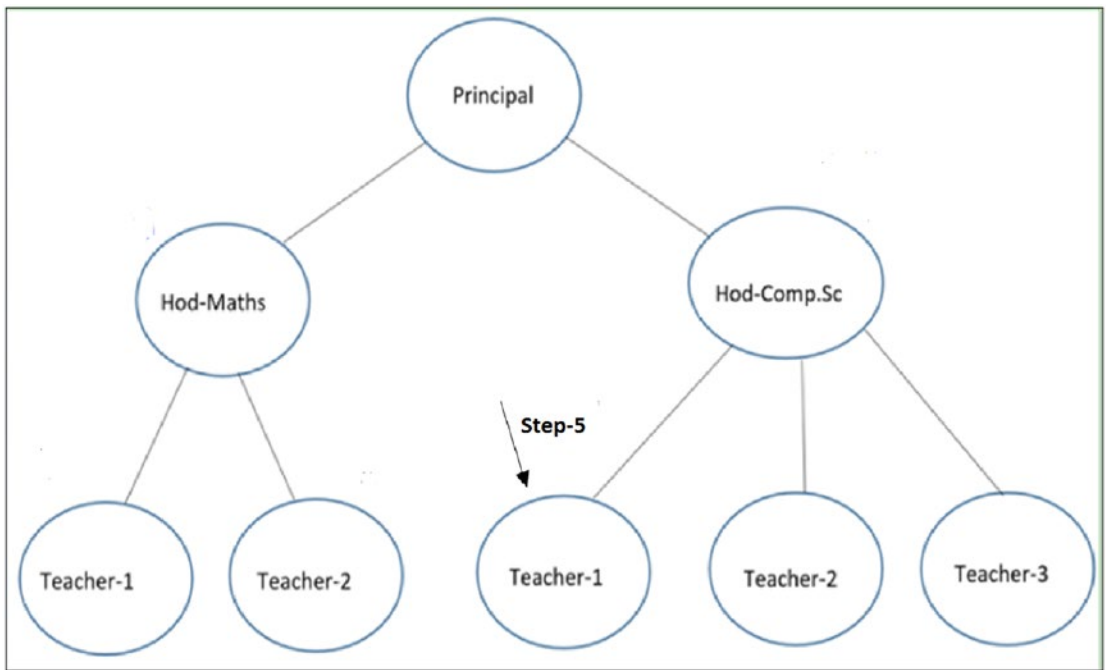 Principal
Hod-Maths
Hod-Comp.Sc
Step-5
Teacher-1
Teacher-2
Teacher-1
Teacher-2
Teacher-3